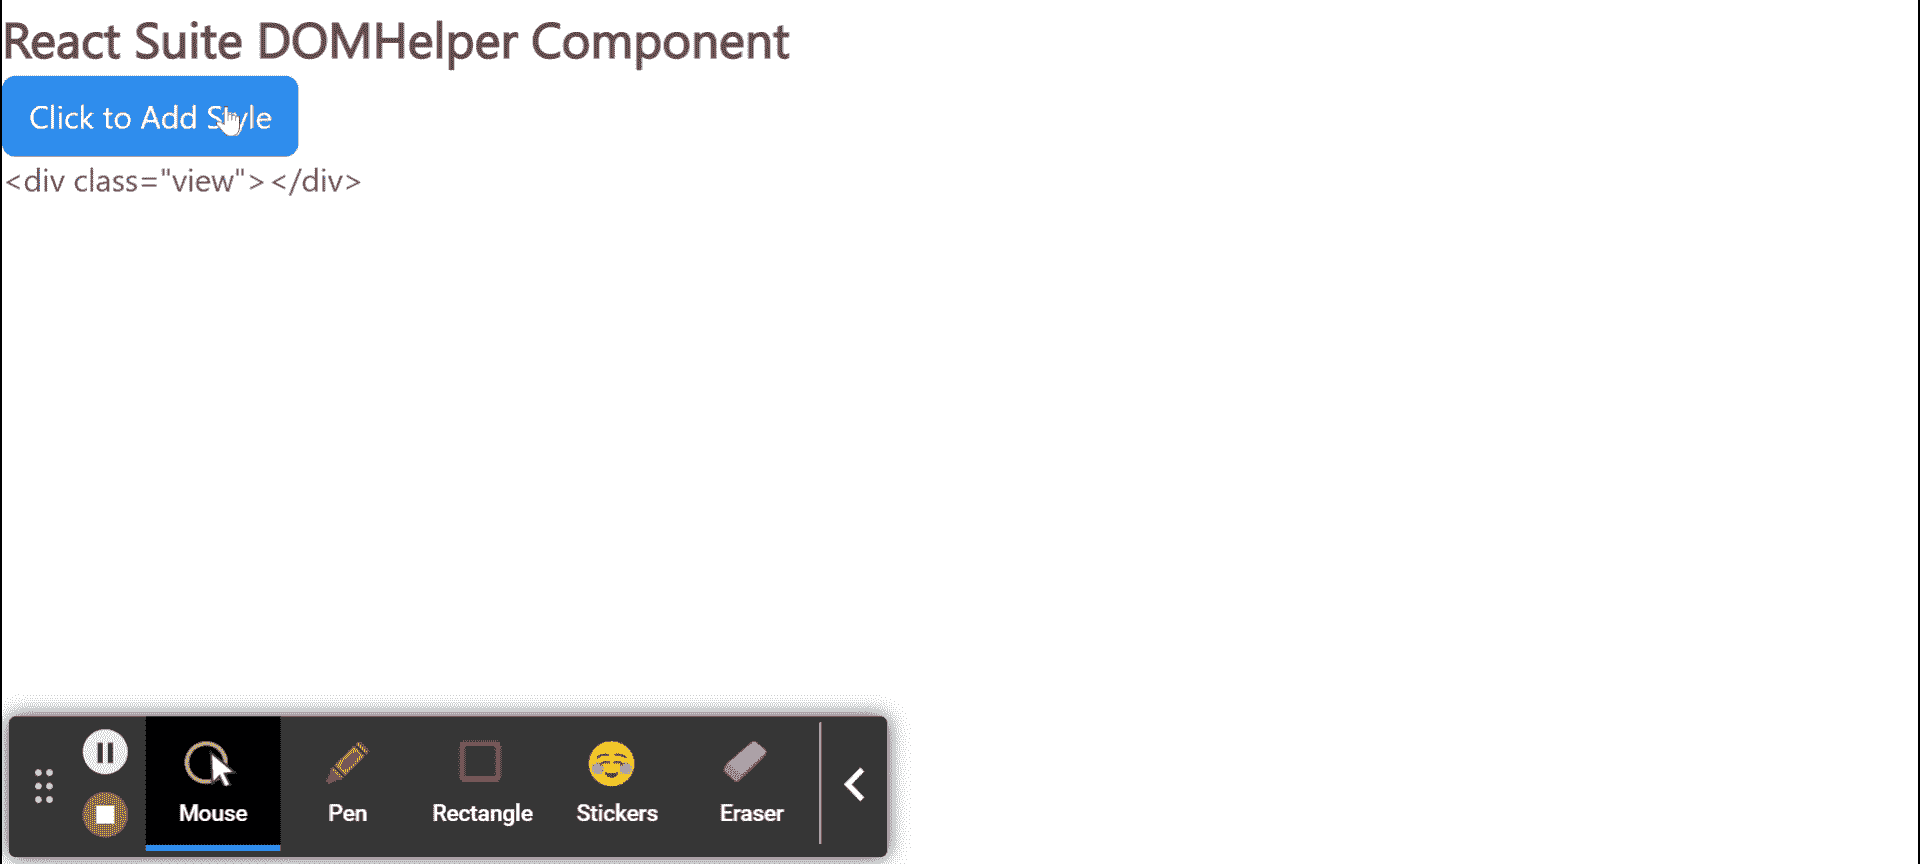 React Suite DOMHelper Component
Click to Add Style
<div class="view"></div>
Mouse
Pen
Rectangle
Stickers
Eraser